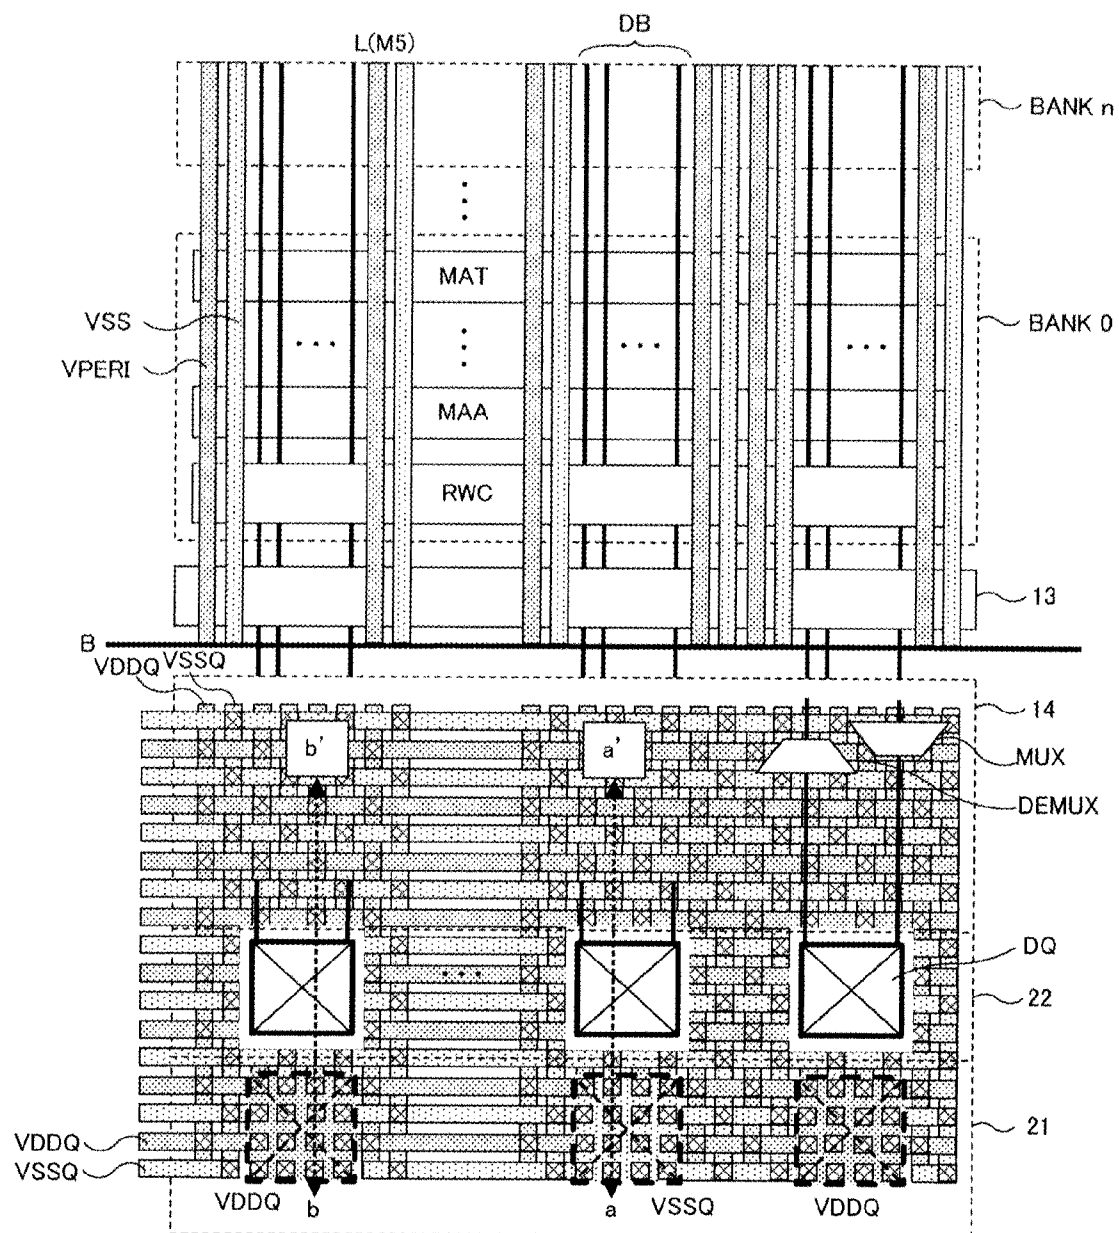 DB
L(M5)
BANK n
MAT
VSS
BANK 0
VPERI
MAA
RWC
13
B
VDDQ
VSSQ
14
b'
a'
MUX
DEMUX
DQ
22
21
VDDQ
VSSQ
VDDQ
b
a
VSSQ
VDDQ